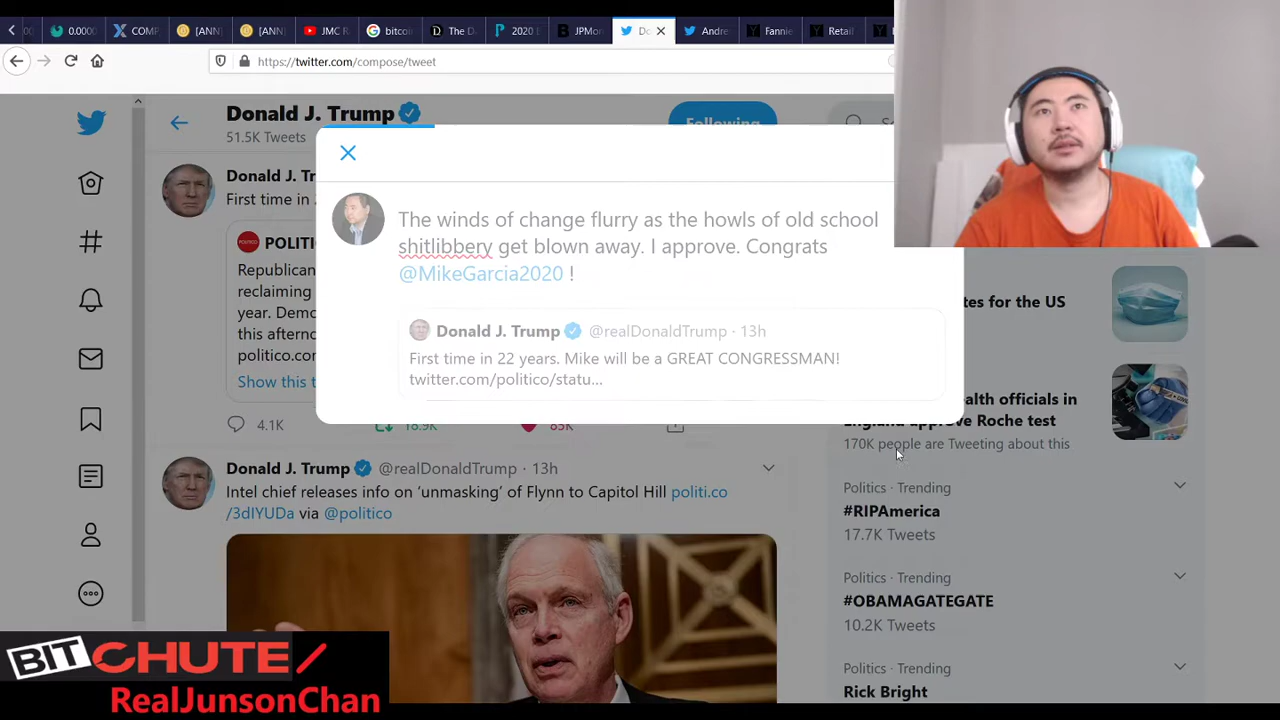 0.0000
COMP
[ANN
[ANN
JMC R
bitcoi
The D
2020
JPMor
Do
Andre
Fannie
Retail
https://twitter.com/compose/tweet
Donald J. Trump
51.5K Tweets
Following
Donald J. Tr
First time in
POLITI
Republican
reclaiming
year. Demo
this afterno
politico.com
Show this t
4.1K
18.9K
85K
The winds of change flurry as the howls of old school
shitlibbery get blown away. I approve. Congrats
@MikeGarcia2020 !
Donald J. Trump @realDonaldTrump · 13h
First time in 22 years. Mike will be a GREAT CONGRESSMAN!
twitter.com/politico/statu...
Donald J. Trump @realDonaldTrump · 13h
Intel chief releases info on ‘unmasking’ of Flynn to Capitol Hill politi.co
/3dIYUDa via @politico
tes for the US
ealth officials in
England approve Roche test
170K people are Tweeting about this
Politics · Trending
#RIPAmerica
17.7K Tweets
Politics · Trending
#OBAMAGATEGATE
10.2K Tweets
Politics · Trending
Rick Bright
BITCHUTE
RealJunsonChan